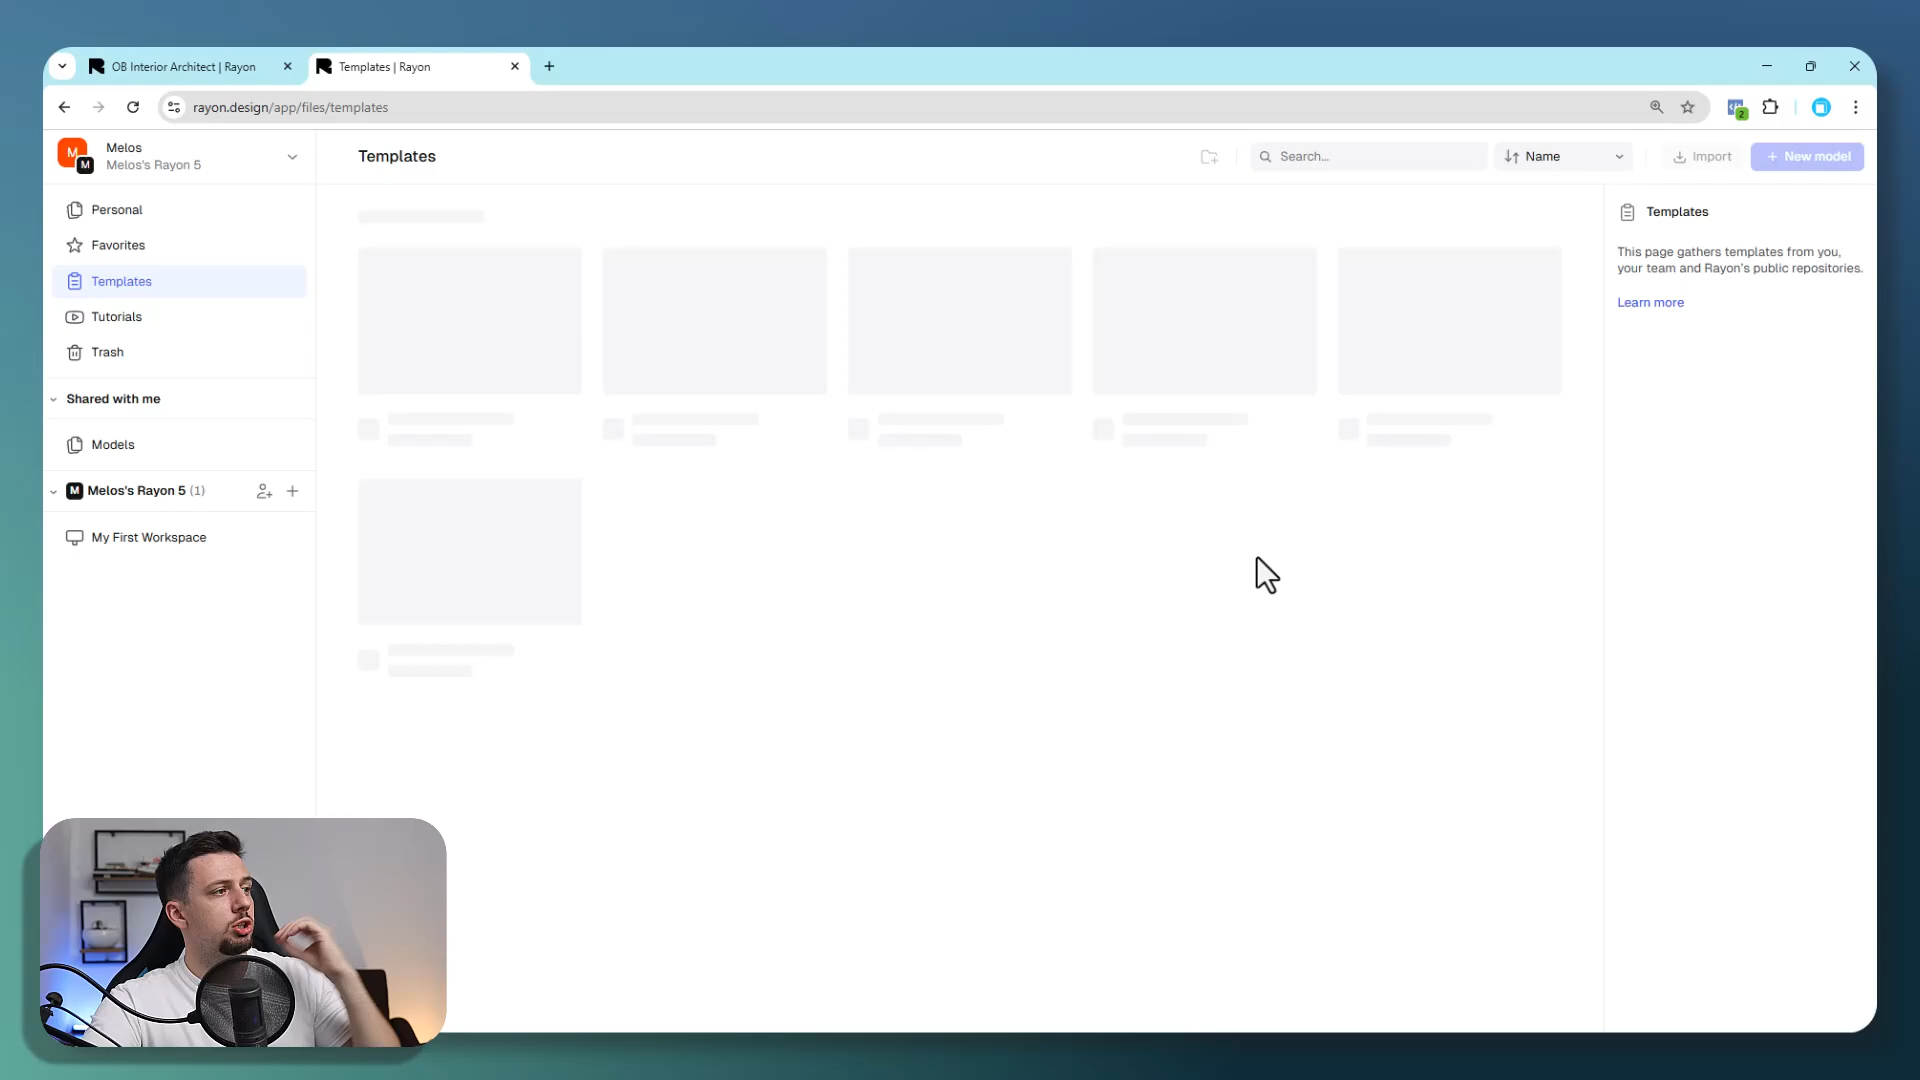 OB Interior Architect | Rayon
Templates | Rayon
rayon.design/app/files/templates
2
M
M
Melos
Melos's Rayon 5
Templates
Search...
Name
Import
+ New model
Personal
Favorites
Templates
Tutorials
Trash
Shared with me
Models
M Melos's Rayon 5 (1)
My First Workspace
Templates
This page gathers templates from you,
your team and Rayon's public repositories.
Learn more